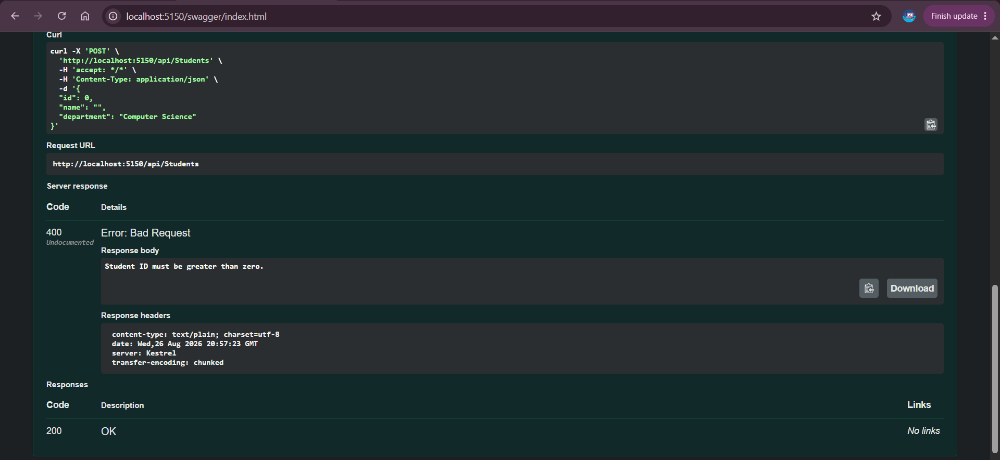 localhost:5150/swagger/index.html
Finish update
Curl
curl -X 'POST' \
'http://localhost:5150/api/Students' \
-H 'accept: */*' \
-H 'Content-Type: application/json' \
-d '{
"id": 0,
"name": "",
"department": "Computer Science"
}'
Request URL
http://localhost:5150/api/Students
Server response
Code Details
400 Error: Bad Request
Undocumented
Response body
Student ID must be greater than zero.
Download
Response headers
content-type: text/plain; charset=utf-8
date: Wed,26 Aug 2026 20:57:23 GMT
server: Kestrel
transfer-encoding: chunked
Responses
Code Description Links
200 OK No links